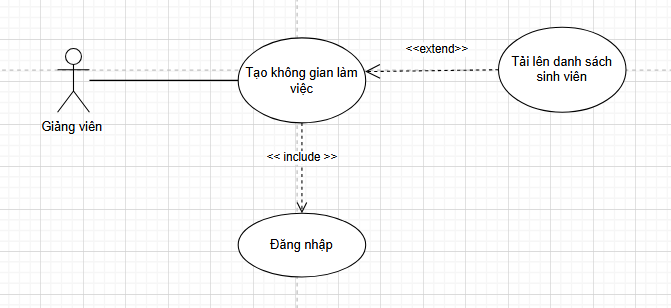 <<extend>>
Tạo không gian làm
việc
Tải lên danh sách
sinh viên
Giảng viên
<< include >>
Đăng nhập